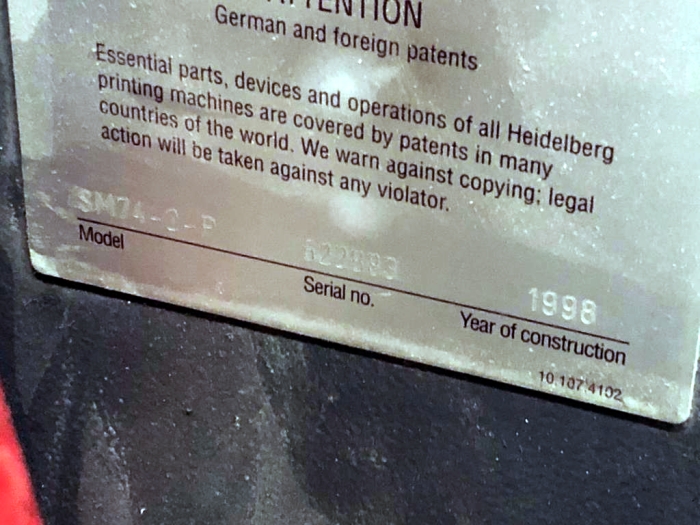 ATTENTION
German and foreign patents
Essential parts, devices and operations of all Heidelberg
printing machines are covered by patents in many
countries of the world. We warn against copying; legal
action will be taken against any violator.
1998
Model
Serial no.
Year of construction
10.107.4102